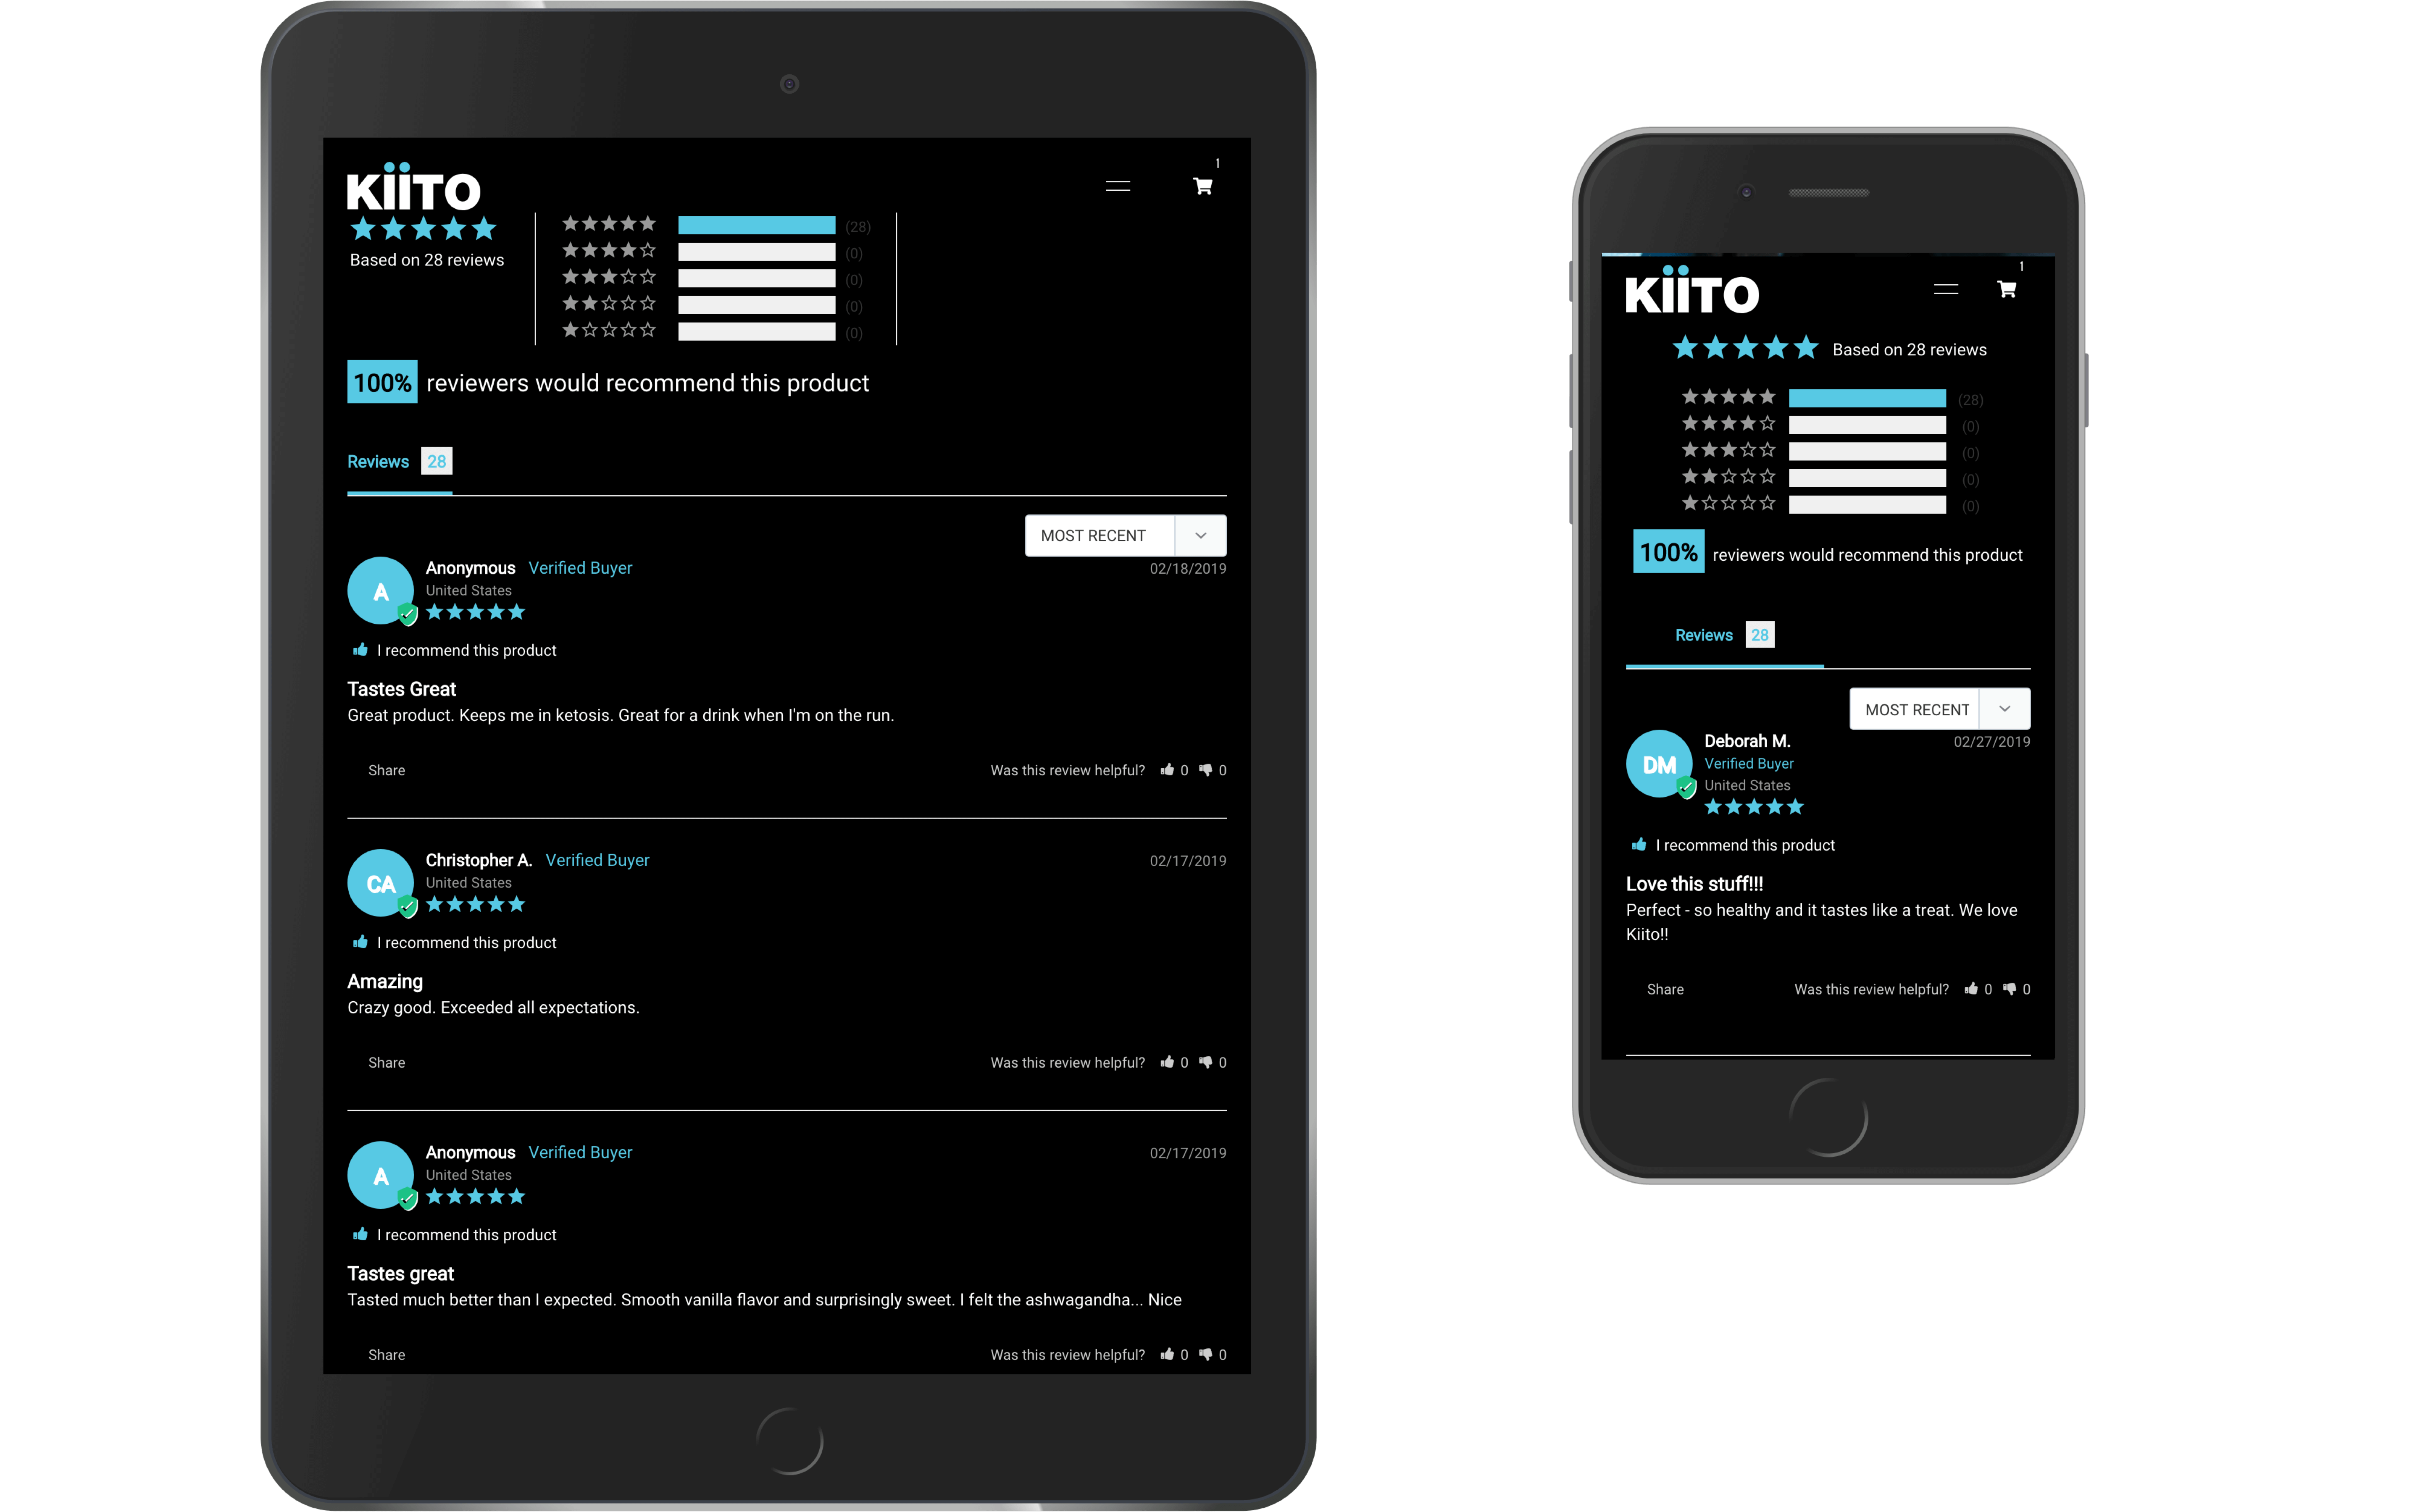 KiiTO
1
Based on 28 reviews
(28)
(0)
(0)
(0)
(0)
100% reviewers would recommend this product
Reviews 28
MOST RECENT
Anonymous Verified Buyer 02/18/2019
United States
I recommend this product
Tastes Great
Great product. Keeps me in ketosis. Great for a drink when I'm on the run.
Share Was this review helpful? 0 0
Christopher A. Verified Buyer 02/17/2019
CA
United States
I recommend this product
Amazing
Crazy good. Exceeded all expectations.
Share Was this review helpful? 0 0
Anonymous Verified Buyer 02/17/2019
A
United States
I recommend this product
Tastes great
Tasted much better than I expected. Smooth vanilla flavor and surprisingly sweet. I felt the ashwagandha... Nice
Share Was this review helpful? 0 0
KiiTO
1
Based on 28 reviews
(28)
(0)
(0)
(0)
(0)
100% reviewers would recommend this product
Reviews 28
MOST RECENT
Deborah M. 02/27/2019
DM
Verified Buyer
United States
I recommend this product
Love this stuff!!!
Perfect - so healthy and it tastes like a treat. We love
Kiito!!
Share Was this review helpful? 0 0